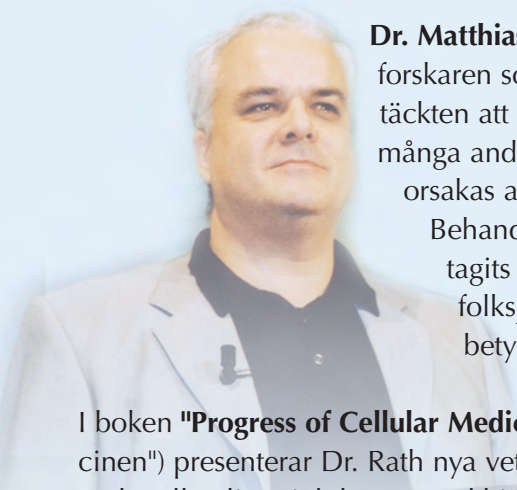 Dr. Matthias
forskaren
täckten att
många and
orsakas a
Behand
tagits
folks
bety
I boken "Progress of Cellular Medic
cinen") presenterar Dr. Rath nya vet